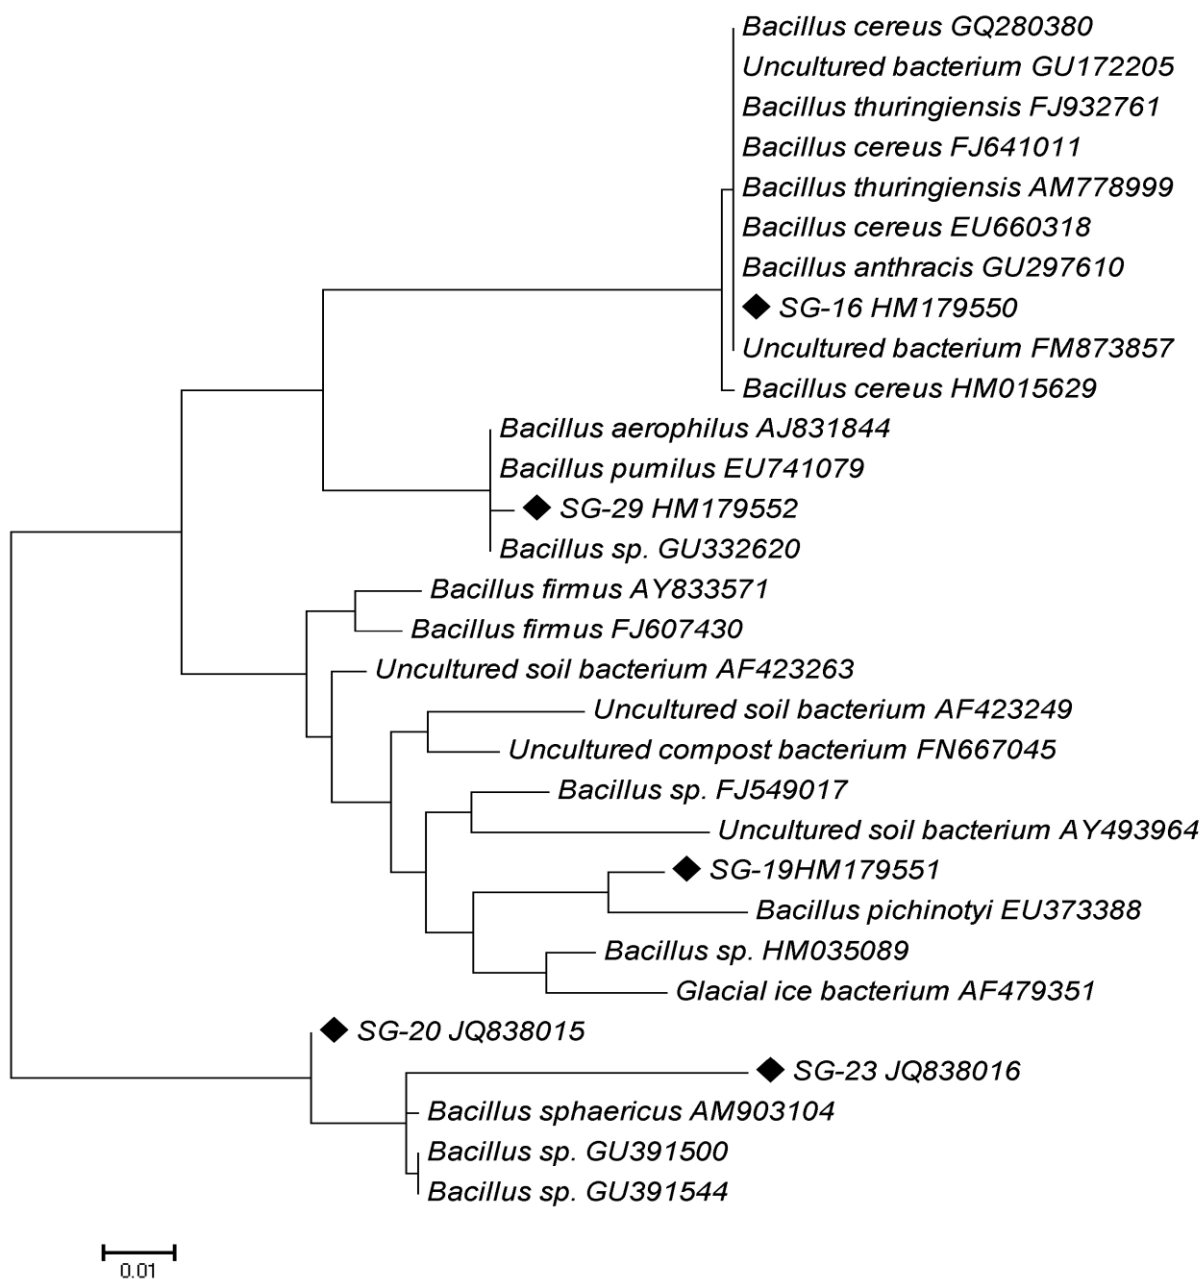 Bacillus cereus GQ280380
Uncultured bacterium GU172205
Bacillus thuringiensis FJ932761
Bacillus cereus FJ641011
Bacillus thuringiensis AM778999
Bacillus cereus EU660318
Bacillus anthracis GU297610
SG-16 HM179550
Uncultured bacterium FM873857
Bacillus cereus HM015629
Bacillus aerophilus AJ831844
Bacillus pumilus EU741079
SG-29 HM179552
Bacillus sp. GU332620
Bacillus firmus AY833571
Bacillus firmus FJ607430
Uncultured soil bacterium AF423263
Uncultured soil bacterium AF423249
Uncultured compost bacterium FN667045
Bacillus sp. FJ549017
Uncultured soil bacterium AY493964
SG-19HM179551
Bacillus pichinotyi EU373388
Bacillus sp. HM035089
Glacial ice bacterium AF479351
SG-20 JQ838015
SG-23 JQ838016
Bacillus sphaericus AM903104
Bacillus sp. GU391500
Bacillus sp. GU391544
0.01